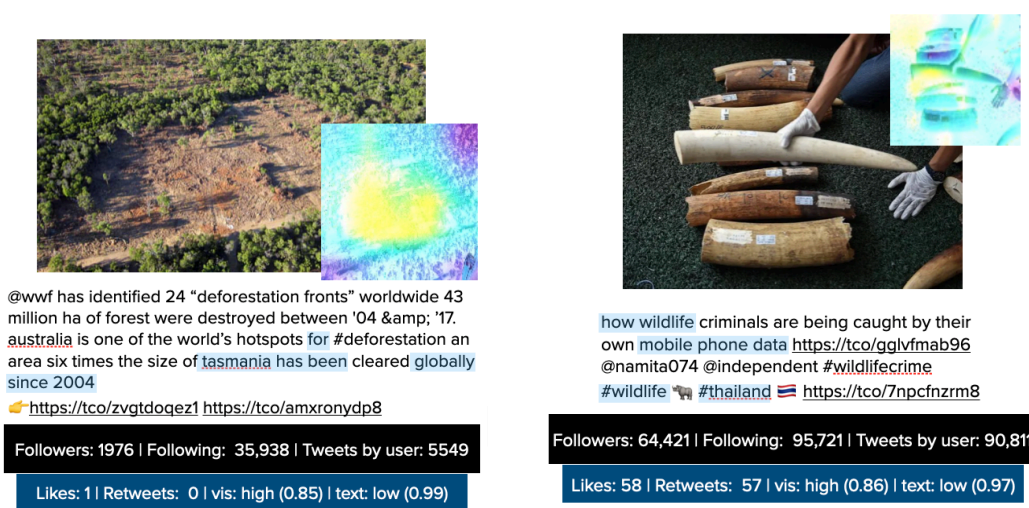 @wwf has identified 24 “deforestation fronts” worldwide 43
million ha of forest were destroyed between '04 &amp; ’17.
australia is one of the world’s hotspots for #deforestation an
area six times the size of tasmania has been cleared globally
since 2004
👉https://tco/zvgtdoqez1 https://tco/amxronydp8
Followers: 1976 | Following: 35,938 | Tweets by user: 5549
Likes: 1 | Retweets: 0 | vis: high (0.85) | text: low (0.99)
how wildlife criminals are being caught by their
own mobile phone data https://tco/gglvfmab96
@namita074 @independent #wildlifecrime
#wildlife 🦏 #thailand 🇹🇭 https://tco/7npcfnzrm8
Followers: 64,421 | Following: 95,721 | Tweets by user: 90,811
Likes: 58 | Retweets: 57 | vis: high (0.86) | text: low (0.97)